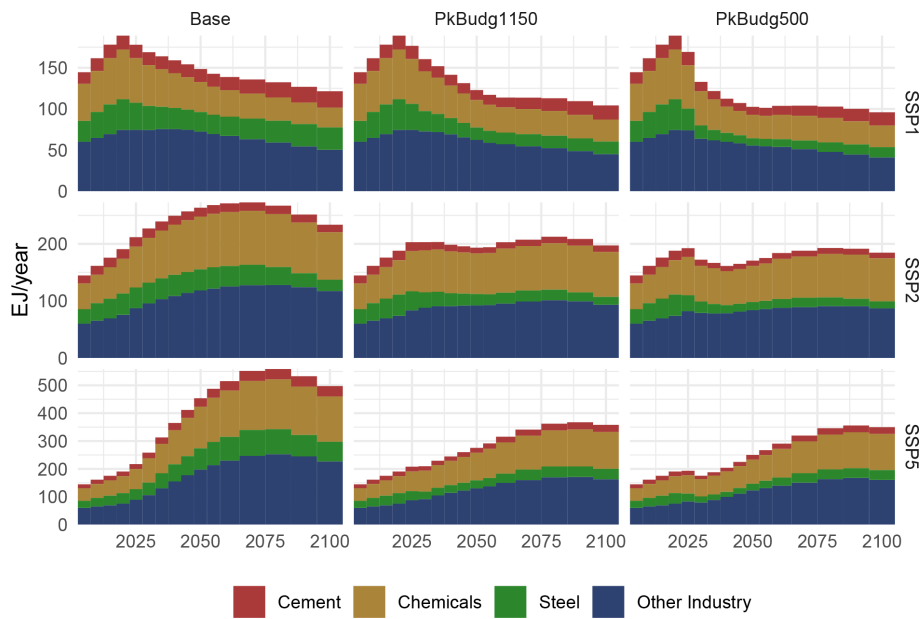 Base PkBudg1150 PkBudg500
EJ/year
150
100
50
0
SSP1
200
100
0
SSP2
500
400
300
200
100
0
SSP5
2025 2050 2075 2100 2025 2050 2075 2100 2025 2050 2075 2100
Cement Chemicals Steel Other Industry